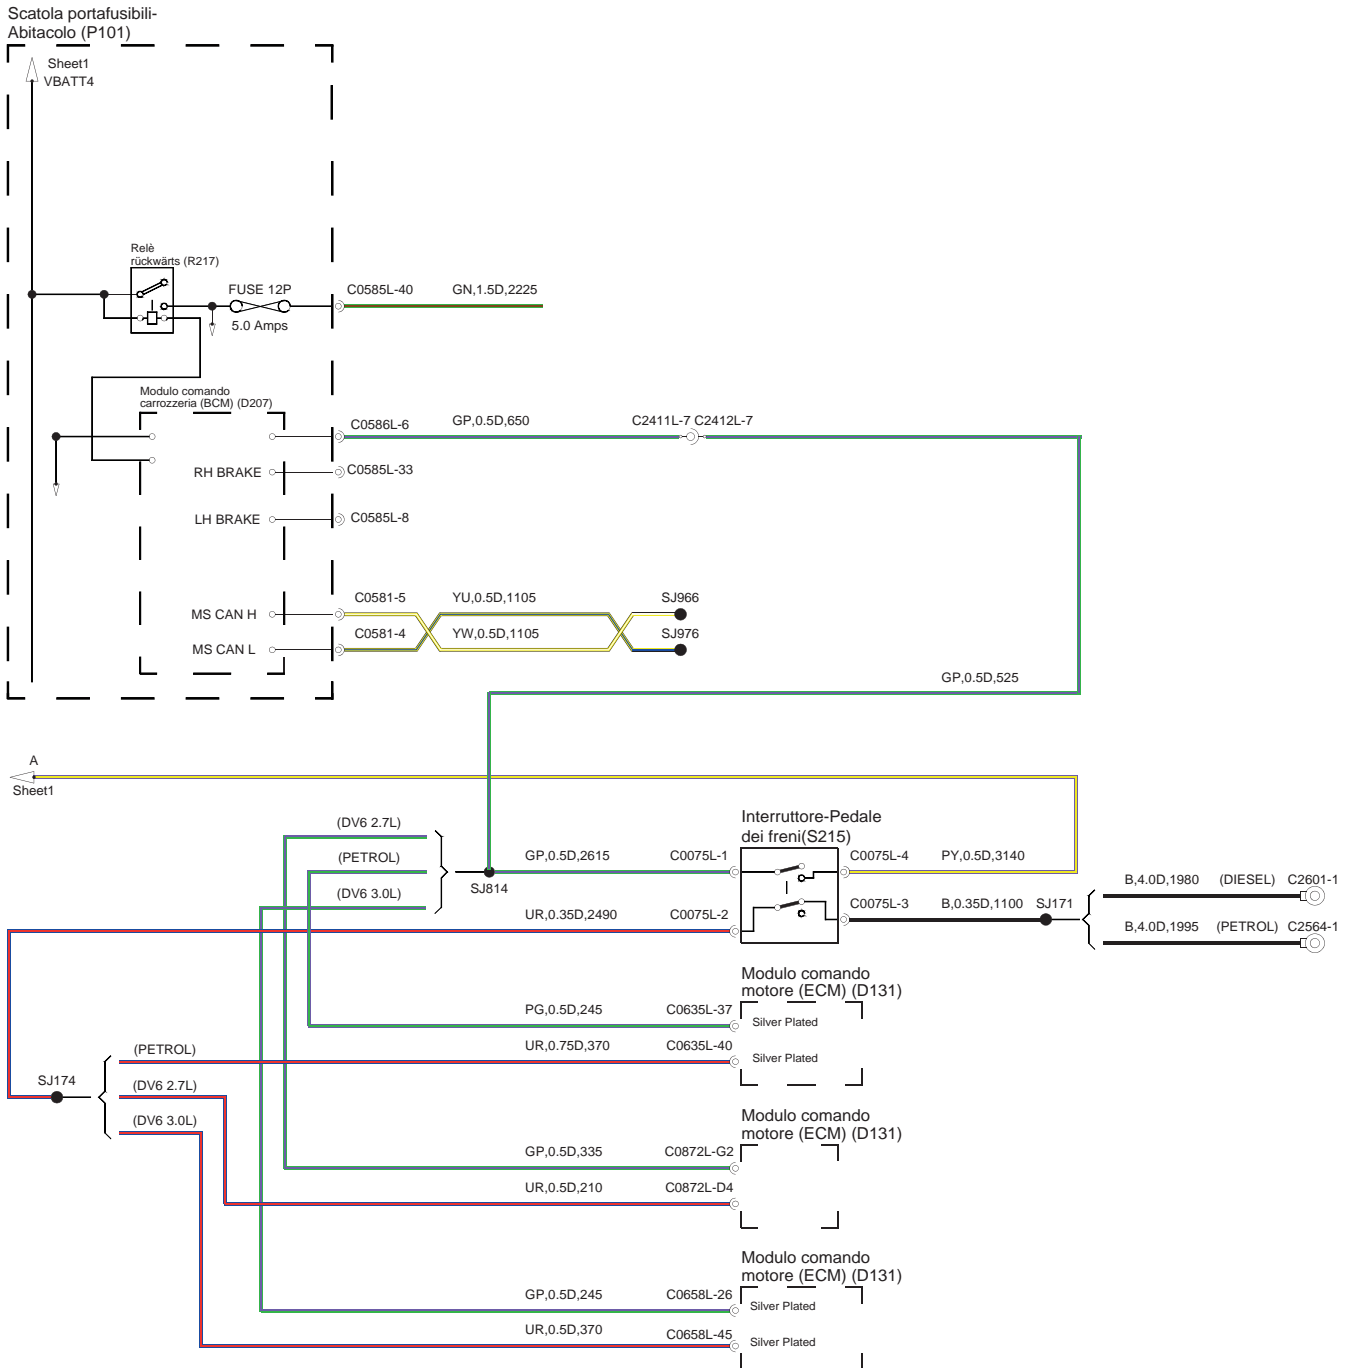 Scatola portafusibili-
Abitacolo (P101)
Sheet1
VBATT4
Relè
rückwärts (R217)
FUSE 12P
5.0 Amps
C0585L-40
GN,1.5D,2225
Modulo comando
carrozzeria (BCM) (D207)
C0586L-6
GP,0.5D,650
C2411L-7 C2412L-7
RH BRAKE
C0585L-33
LH BRAKE
C0585L-8
MS CAN H
C0581-5
YU,0.5D,1105
SJ966
MS CAN L
C0581-4
YW,0.5D,1105
SJ976
GP,0.5D,525
A
Sheet1
(DV6 2.7L)
(PETROL)
(DV6 3.0L)
SJ814
GP,0.5D,2615
C0075L-1
UR,0.35D,2490
C0075L-2
Interruttore-Pedale
dei freni(S215)
C0075L-4
PY,0.5D,3140
C0075L-3
B,0.35D,1100
SJ171
B,4.0D,1980
(DIESEL)
C2601-1
B,4.0D,1995
(PETROL)
C2564-1
Modulo comando
motore (ECM) (D131)
PG,0.5D,245
C0635L-37
Silver Plated
UR,0.75D,370
C0635L-40
Silver Plated
SJ174
(PETROL)
(DV6 2.7L)
(DV6 3.0L)
Modulo comando
motore (ECM) (D131)
GP,0.5D,335
C0872L-G2
UR,0.5D,210
C0872L-D4
Modulo comando
motore (ECM) (D131)
GP,0.5D,245
C0658L-26
Silver Plated
UR,0.5D,370
C0658L-45
Silver Plated